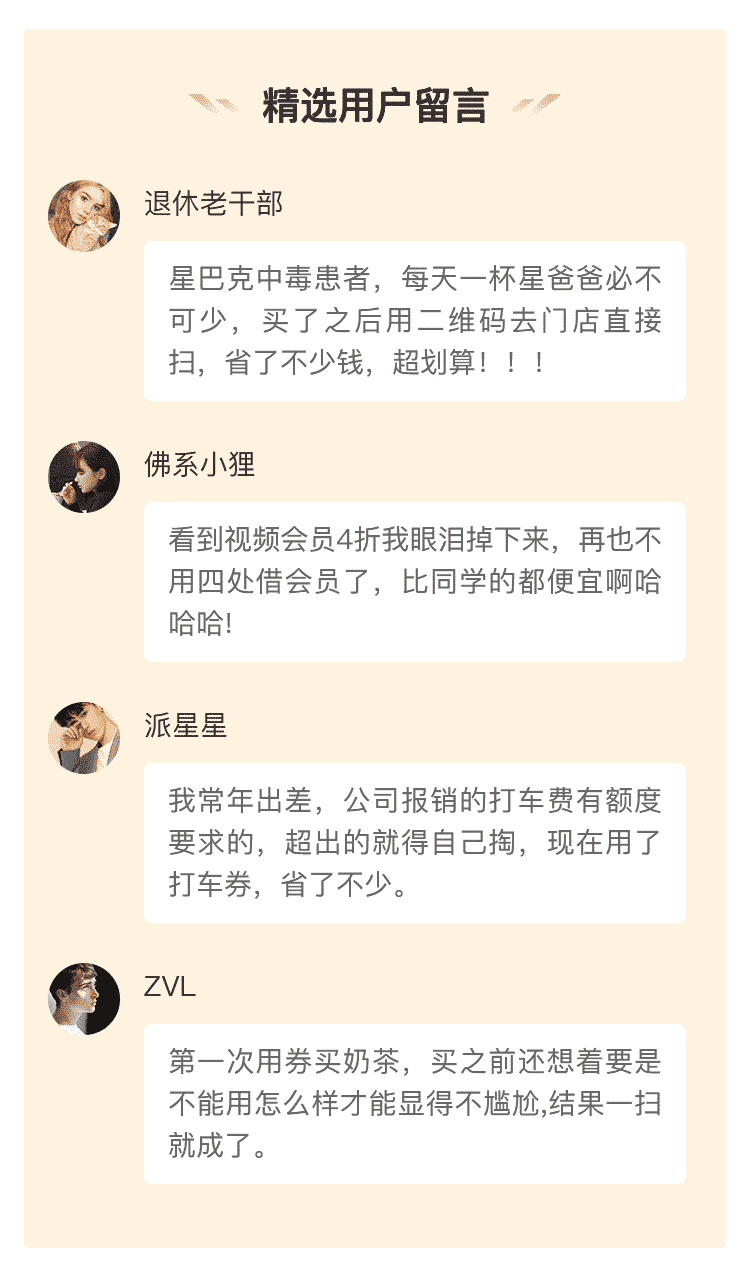 精选用户留言
退休老干部
星巴克中毒患者，每天一杯星爸爸必不
可少，买了之后用二维码去门店直接
扫，省了不少钱，超划算！！！
佛系小狸
看到视频会员4折我眼泪掉下来，再也不
用四处借会员了，比同学的都便宜啊哈
哈哈!
派星星
我常年出差，公司报销的打车费有额度
要求的，超出的就得自己掏，现在用了
打车券，省了不少。
ZVL
第一次用券买奶茶，买之前还想着要是
不能用怎么样才能显得不尴尬,结果一扫
就成了。